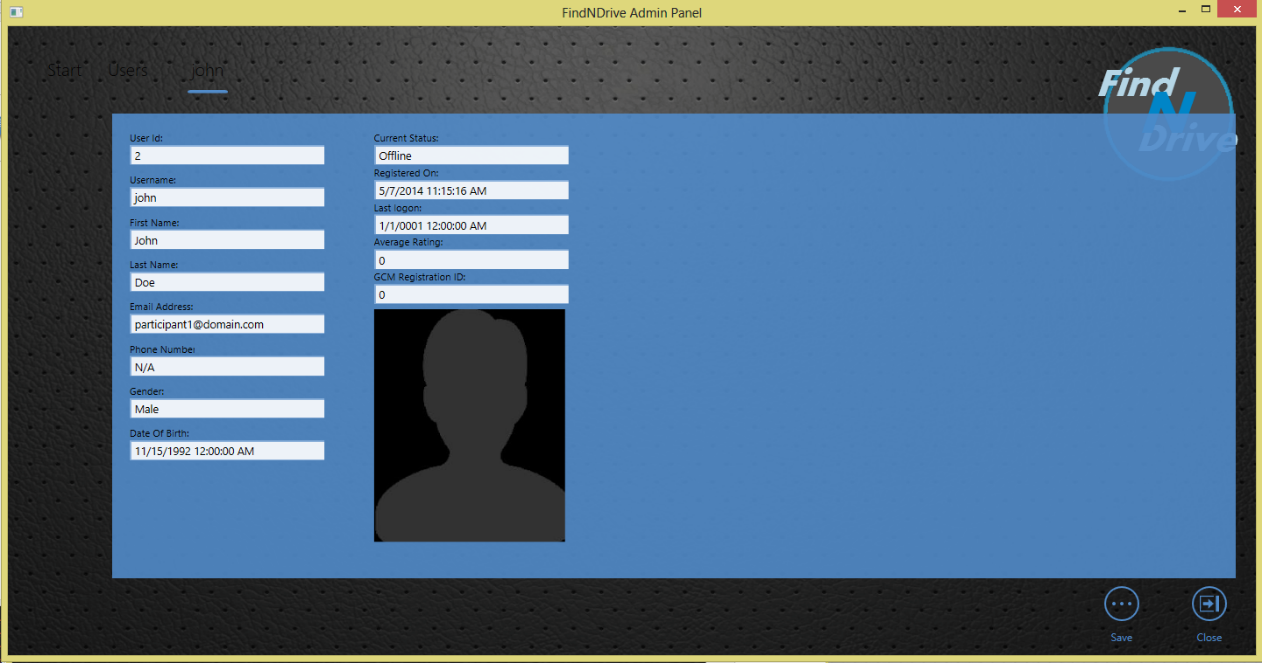 FindNDrive Admin Panel
Start Users john
Find
N
Drive
User Id:
2
Username:
john
First Name:
John
Last Name:
Doe
Email Address:
participant1@domain.com
Phone Number
N/A
Gender:
Male
Date Of Birth:
11/15/1992 12:00:00 AM
Current Status:
Offline
Registered On:
5/7/2014 11:15:16 AM
Last logon:
1/1/0001 12:00:00 AM
Average Rating:
0
GCM Registration ID:
0
Save
Close